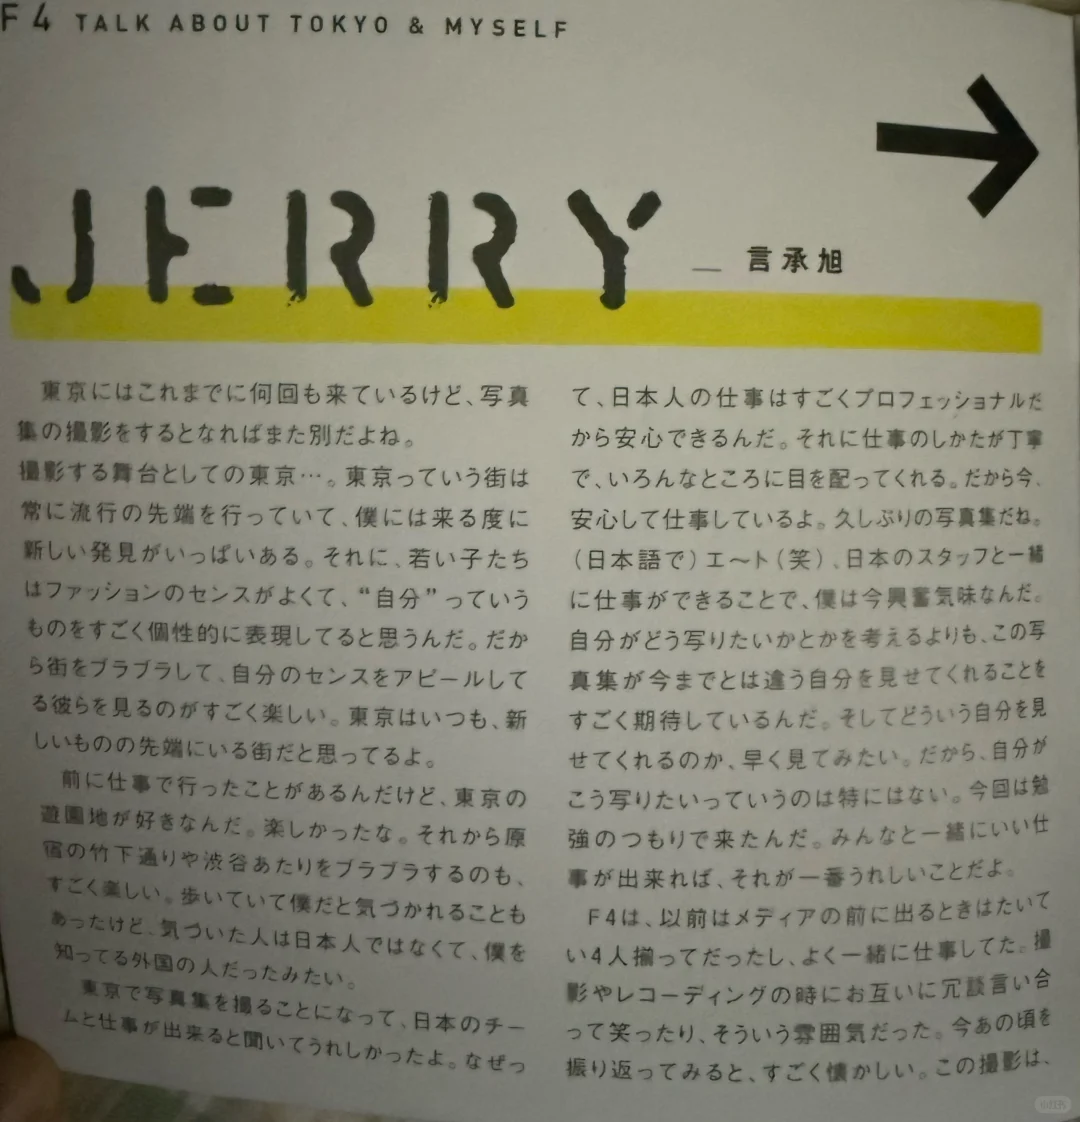 F4 TALK ABOUT TOKYO & MYSELF
JERRY — 言承旭
東京にはこれまでに何回も来ているけど、写真
集の撮影をするとなればまた別だよね。
撮影する舞台としての東京…。東京っていう街は
常に流行の先端を行っていて、僕には来る度に
新しい発見がいっぱいある。それに、若い子たち
はファッションのセンスがよくて、“自分”っていう
ものをすごく個性的に表現してると思うんだ。だか
ら街をブラブラして、自分のセンスをアピールして
る彼らを見るのがすごく楽しい。東京はいつも、新
しいものの先端にいる街だと思ってるよ。
前に仕事で行ったことがあるんだけど、東京の
遊園地が好きなんだ。楽しかったな。それから原
宿の竹下通りや渋谷あたりをブラブラするのも、
すごく楽しい。歩いていて僕だと気づかれることも
あったけど、気づいた人は日本人ではなくて、僕を
知ってる外国の人だったみたい。
東京で写真集を撮ることになって、日本のチー
ムと仕事が出来ると聞いてうれしかったよ。なぜっ
て、日本人の仕事はすごくプロフェッショナルだ
から安心できるんだ。それに仕事のしかたが丁寧
で、いろんなところに目を配ってくれる。だから今、
安心して仕事しているよ。久しぶりの写真集だね。
（日本語で）エ〜ト（笑）、日本のスタッフと一緒
に仕事ができることで、僕は今興奮気味なんだ。
自分がどう写りたいかとかを考えるよりも、この写
真集が今までとは違う自分を見せてくれることを
すごく期待しているんだ。そしてどういう自分を見
せてくれるのか、早く見てみたい。だから、自分が
こう写りたいっていうのは特にはない。今回は勉
強のつもりで来たんだ。みんなと一緒にいい仕
事が出来れば、それが一番うれしいことだよ。
F4は、以前はメディアの前に出るときはたいて
い4人揃ってだったし、よく一緒に仕事してた。撮
影やレコーディングの時にお互いに冗談言い合
って笑ったり、そういう雰囲気だった。今あの頃を
振り返ってみると、すごく懐かしい。この撮影は、